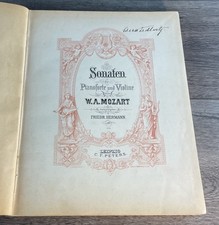 Sonaten
Pianoforte und Violine
W. A. MOZART
FRIEDR. HERMANN.
LEIPZIG
C. F. PETERS.